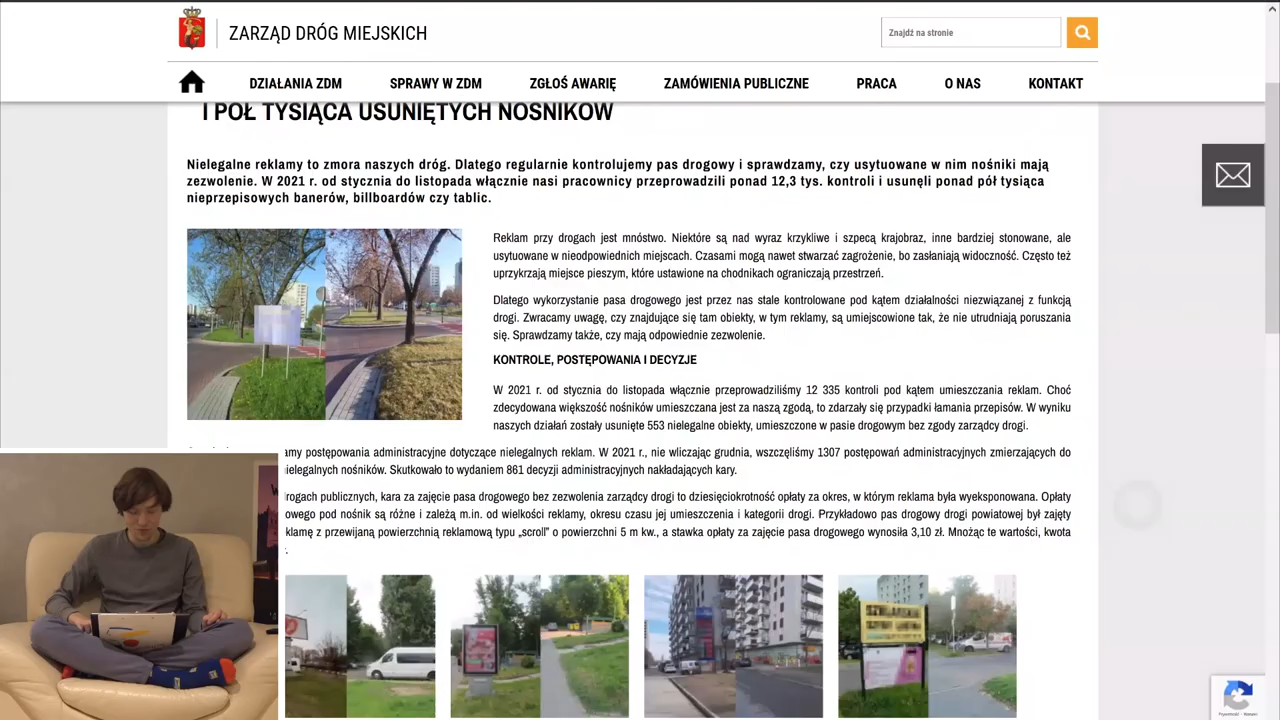 ZARZĄD DRÓG MIEJSKICH
Znajdź na stronie
DZIAŁANIA ZDM SPRAWY W ZDM ZGŁOŚ AWARIĘ ZAMÓWIENIA PUBLICZNE PRACA O NAS KONTAKT
I PÓŁ TYSIĄCA USUNIĘTYCH NOŚNIKÓW
Nielegalne reklamy to zmora naszych dróg. Dlatego regularnie kontrolujemy pas drogowy i sprawdzamy, czy usytuowane w nim nośniki mają
zezwolenie. W 2021 r. od stycznia do listopada włącznie nasi pracownicy przeprowadzili ponad 12,3 tys. kontroli i usunęli ponad pół tysiąca
nieprzepisowych banerów, billboardów czy tablic.
Reklam przy drogach jest mnóstwo. Niektóre są nad wyraz krzykliwe i szpecą krajobraz, inne bardziej stonowane, ale
usytuowane w nieodpowiednich miejscach. Czasami mogą nawet stwarzać zagrożenie, bo zasłaniają widoczność. Często też
uprzykrzają miejsce pieszym, które ustawione na chodnikach ograniczają przestrzeń.
Dlatego wykorzystanie pasa drogowego jest przez nas stale kontrolowane pod kątem działalności niezwiązanej z funkcją
drogi. Zwracamy uwagę, czy znajdujące się tam obiekty, w tym reklamy, są umiejscowione tak, że nie utrudniają poruszania
się. Sprawdzamy także, czy mają odpowiednie zezwolenie.
KONTROLE, POSTĘPOWANIA I DECYZJE
W 2021 r. od stycznia do listopada włącznie przeprowadziliśmy 12 335 kontroli pod kątem umieszczania reklam. Choć
zdecydowana większość nośników umieszczana jest za naszą zgodą, to zdarzały się przypadki łamania przepisów. W wyniku
naszych działań zostały usunięte 553 nielegalne obiekty, umieszczone w pasie drogowym bez zgody zarządcy drogi.
amy postępowania administracyjne dotyczące nielegalnych reklam. W 2021 r., nie wliczając grudnia, wszczęliśmy 1307 postępowań administracyjnych zmierzających do
ielegalnych nośników. Skutkowało to wydaniem 861 decyzji administracyjnych nakładających kary.
rogach publicznych, kara za zajęcie pasa drogowego bez zezwolenia zarządcy drogi to dziesięciokrotność opłaty za okres, w którym reklama była wyeksponowana. Opłaty
owego pod nośnik są różne i zależą m.in. od wielkości reklamy, okresu czasu jej umieszczenia i kategorii drogi. Przykładowo pas drogowy drogi powiatowej był zajęty
klamę z przewijaną powierzchnią reklamową typu „scroll” o powierzchni 5 m kw., a stawka opłaty za zajęcie pasa drogowego wynosiła 3,10 zł. Mnożąc te wartości, kwota